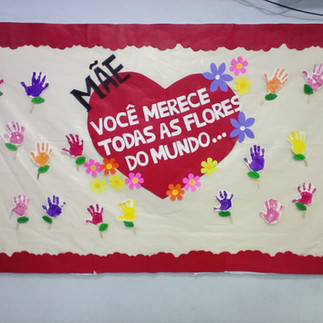 MÃE
VOCÊ MERECE
TODAS AS FLORES
DO MUNDO...